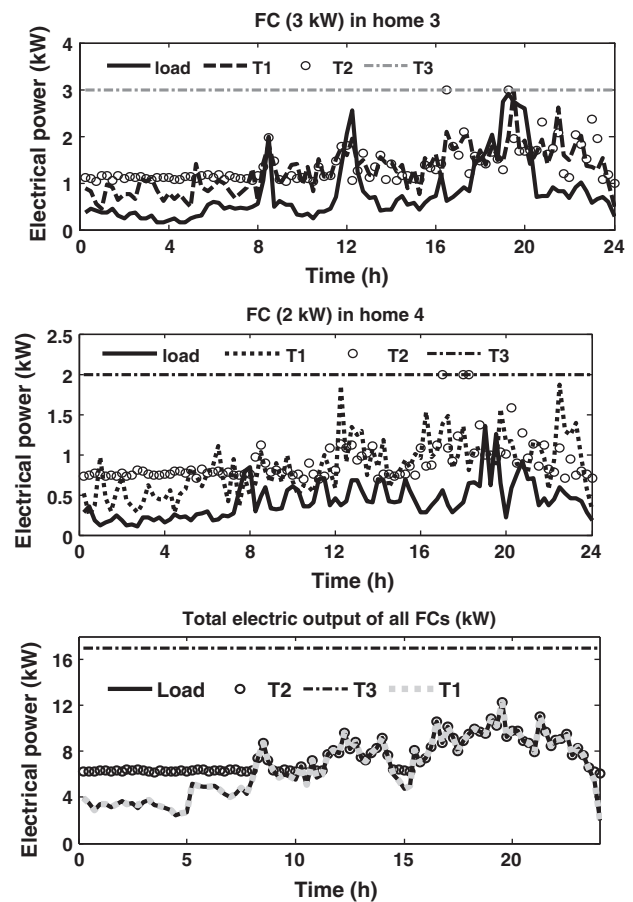 FC (3 kW) in home 3
Electrical power (kW)
4
3
2
1
0
load T1 T2 T3
0 4 8 12 16 20 24
Time (h)
FC (2 kW) in home 4
Electrical power (kW)
2.5
2
1.5
1
0.5
0
load T1 T2 T3
0 4 8 12 16 20 24
Time (h)
Total electric output of all FCs (kW)
Electrical power (kW)
16
12
8
4
0
Load T2 T3 T1
0 5 10 15 20
Time (h)